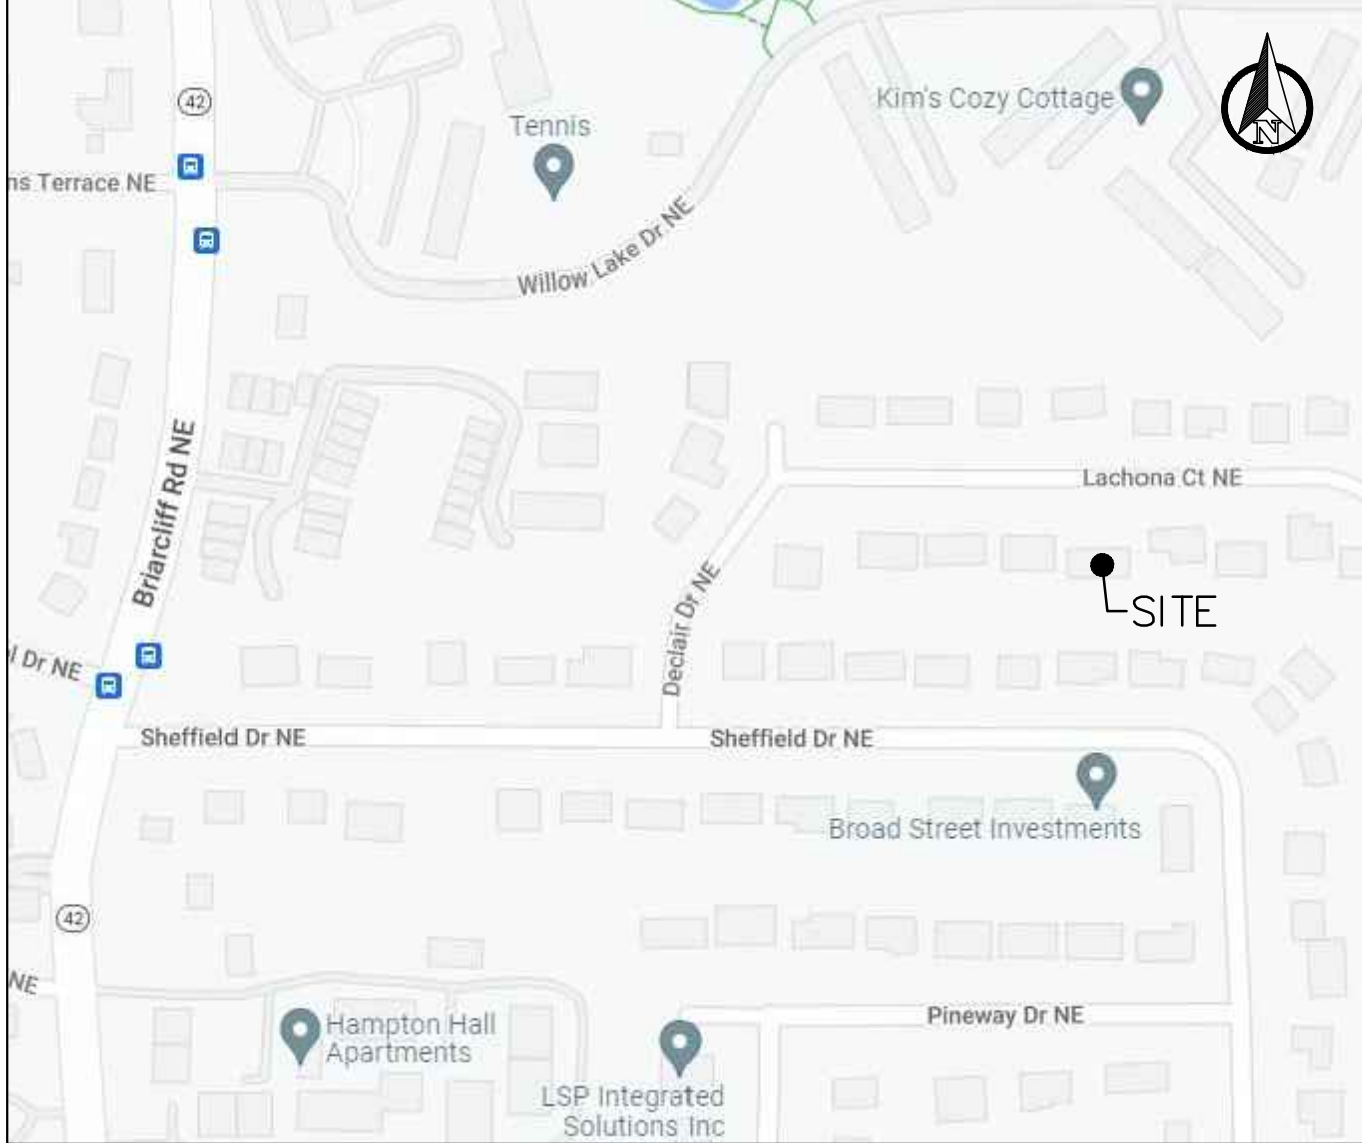 42
Kim's Cozy Cottage
N
Tennis
ns Terrace NE
Willow Lake Dr NE
Briarcliff Rd NE
Lachona Ct NE
Declair Dr NE
SITE
l Dr NE
Sheffield Dr NE
Sheffield Dr NE
Broad Street Investments
42
NE
Pineway Dr NE
Hampton Hall
Apartments
LSP Integrated
Solutions Inc